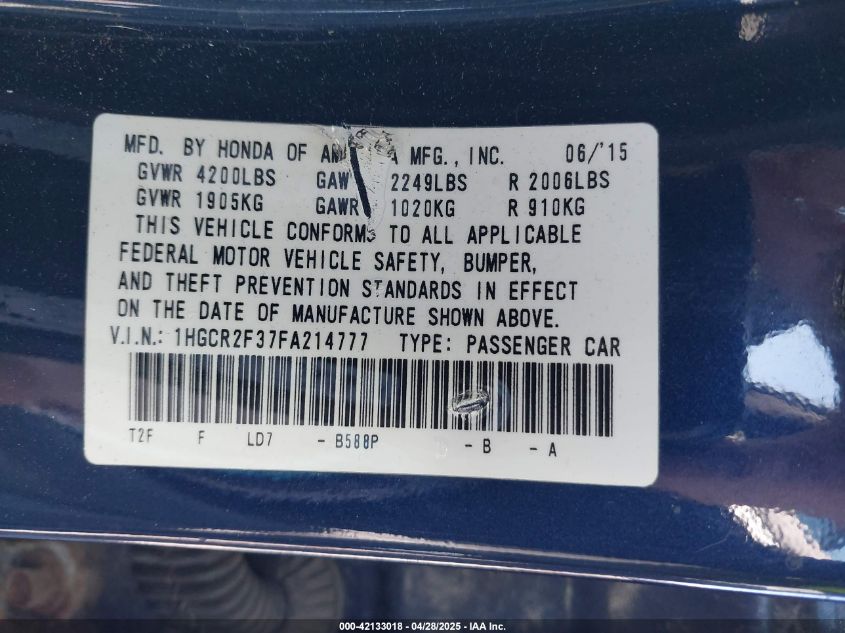 MFD. BY HONDA OF MFG., INC. 06/'15
GVWR 4200LBS GAW 2249LBS R 2006LBS
GVWR 1905KG GAWR 1020KG R 910KG
THIS VEHICLE CONFORMS TO ALL APPLICABLE
FEDERAL MOTOR VEHICLE SAFETY, BUMPER,
AND THEFT PREVENTION STANDARDS IN EFFECT
ON THE DATE OF MANUFACTURE SHOWN ABOVE.
V.I.N.: 1HGCR2F37FA214777 TYPE: PASSENGER CAR
T2F F LD7 - B588P - B - A
000-42133018 - 04/28/2025 - IAA Inc.